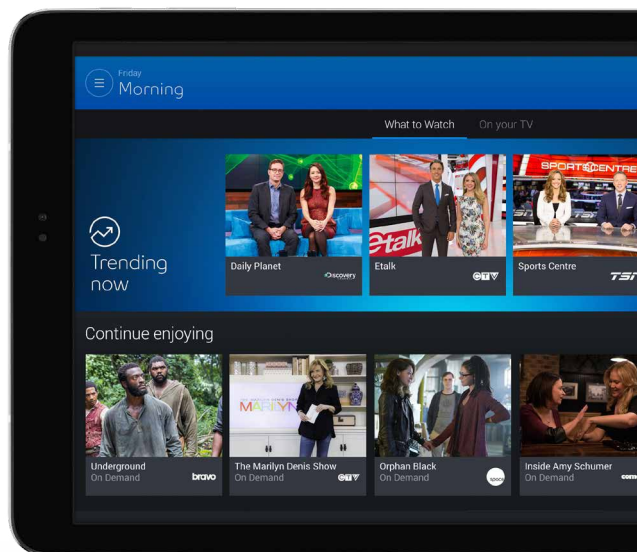 Friday
Morning
What to Watch
On your TV
Trending
now
etalk
SPORTSCENTRE
Daily Planet
Discovery
Etalk
CTV
Sports Centre
TSN
Continue enjoying
MARILYN
Underground
On Demand
bravo
The Marilyn Denis Show
On Demand
CTV
Orphan Black
On Demand
space
Inside Amy Schumer
On Demand
come